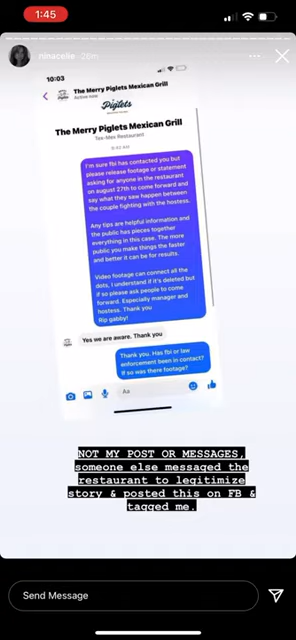 1:45
ninacelie 20m
10:03
The Merry Piglets Mexican Grill
Piglets
The Merry Piglets Mexican Grill
Tex-Mex Restaurant
9:42 AM
I'm sure fbi has contacted you but
please release footage or statement
asking for anyone in the restaurant
on august 27th to come forward and
say what they saw happen between
the couple fighting with the hostess.
Any tips are helpful information and
the public has pieces together
everything in this case. The more
public you make things the faster
and better it can be for results.
Video footage can connect all the
dots, I understand if it's deleted but
if so please ask people to come
forward. Especially manager and
hostess. Thank you
Rip gabby!
Yes we are aware. Thank you
Thank you. Has fbi or law
enforcement been in contact?
If so was there footage?
Aa
NOT MY POST OR MESSAGES,
someone else messaged the
restaurant to legitimize
story & posted this on FB &
tagged me.
Send Message